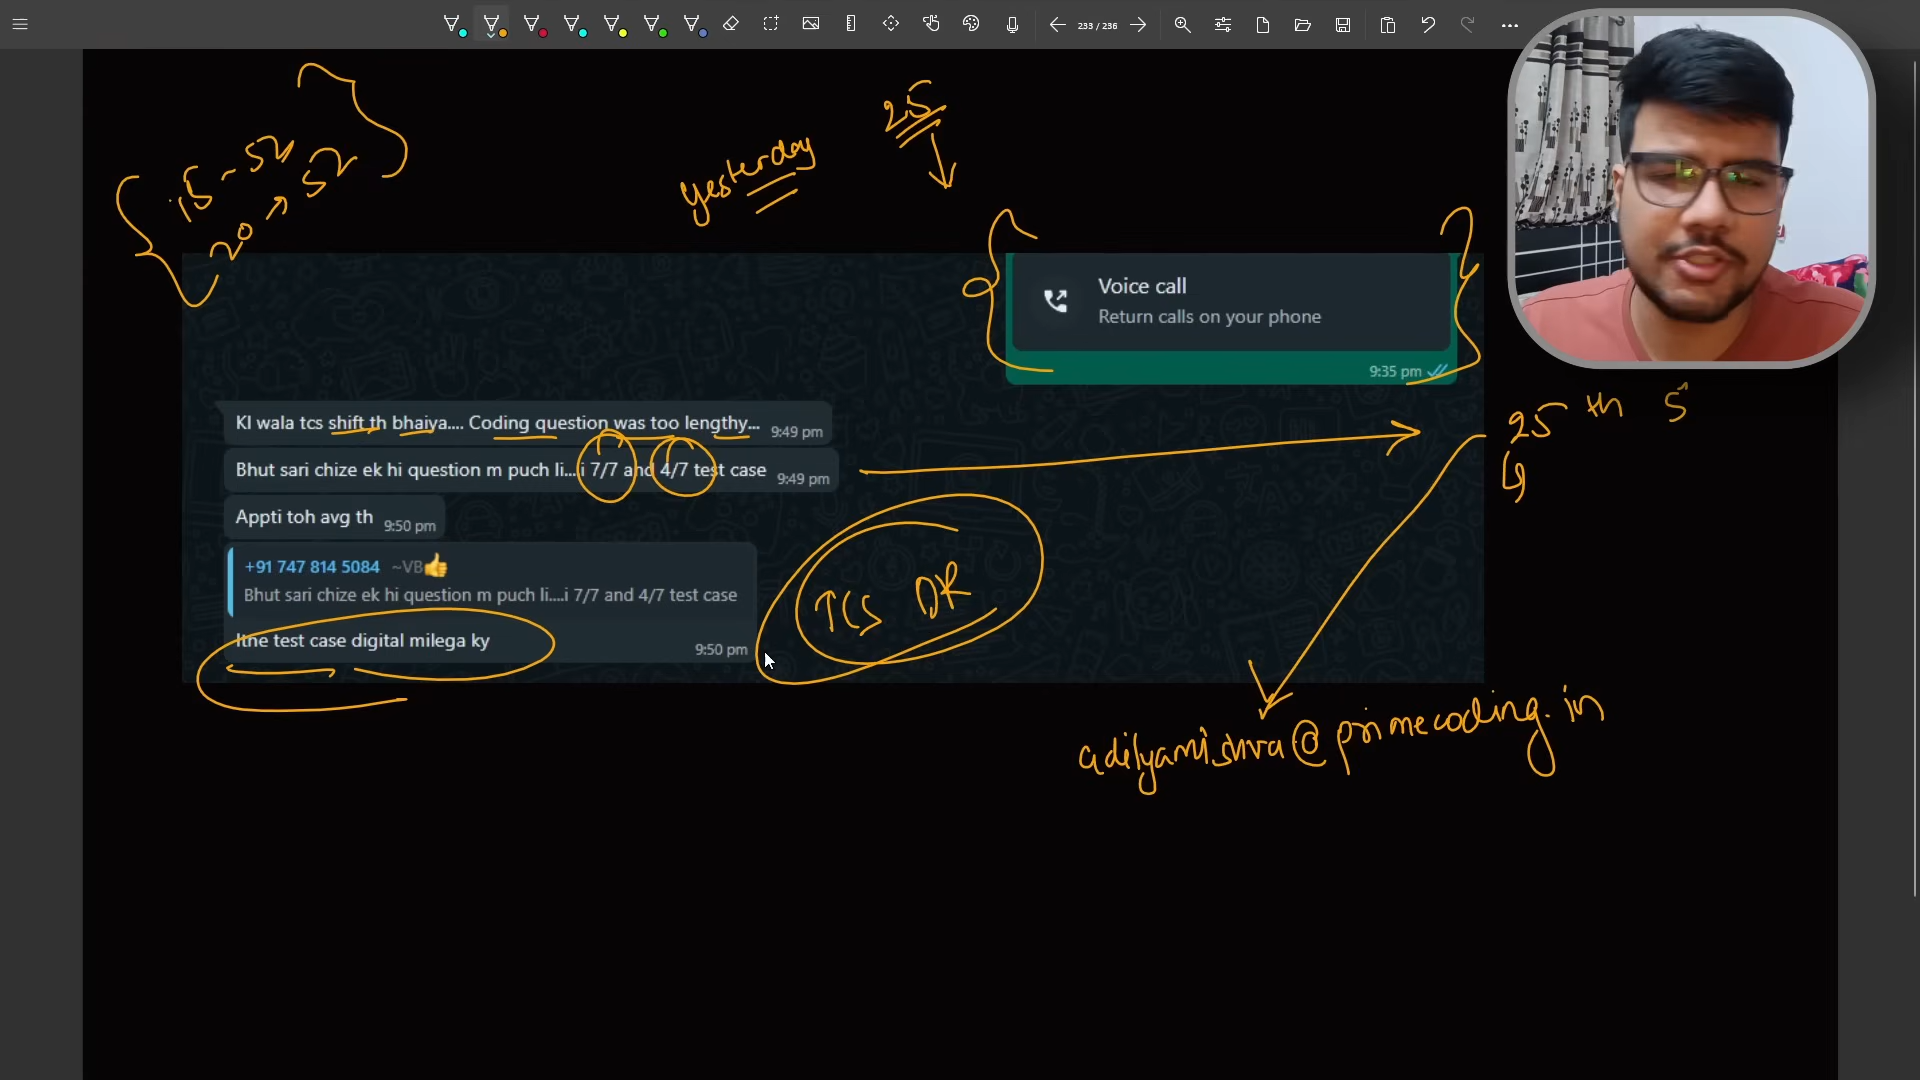 233 / 236
25
yesterday
15 - 52
20 → 52
Voice call
Return calls on your phone
9:35 pm
Kl wala tcs shift th bhaiya.... Coding question was too lengthy... 9:49 pm
25 th S
Bhut sari chize ek hi question m puch li....i 7/7 and 4/7 test case 9:49 pm
Appti toh avg th 9:50 pm
+91 747 814 5084 ~VB👍
Bhut sari chize ek hi question m puch li....i 7/7 and 4/7 test case
TCS DR
Itne test case digital milega ky 9:50 pm
adityamishra@primecoding.in